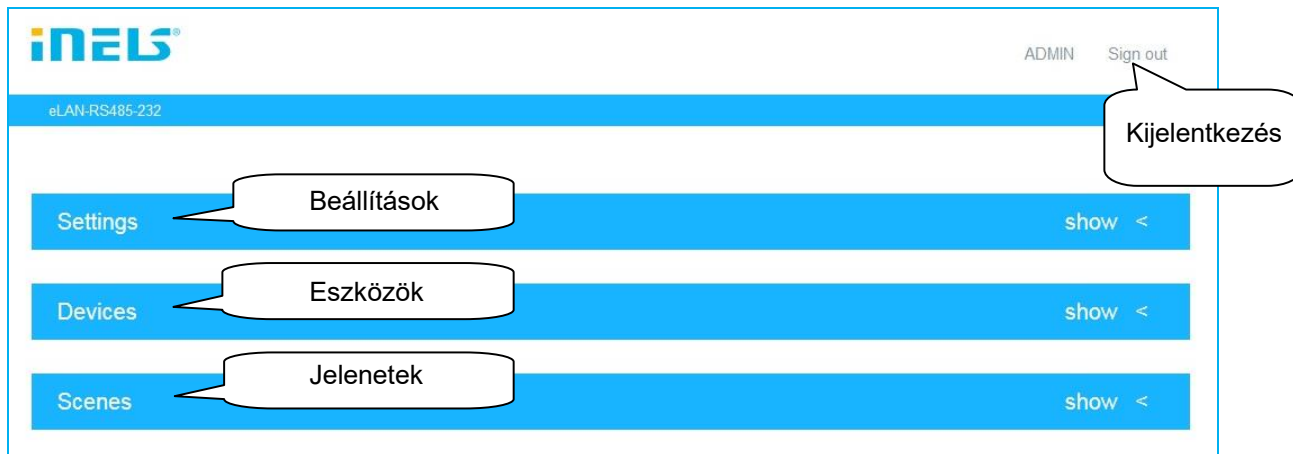 iNELS®
ADMIN Sign out
eLAN-RS485-232
Kijelentkezés
Settings Beállítások show <
Devices Eszközök show <
Scenes Jelenetek show <